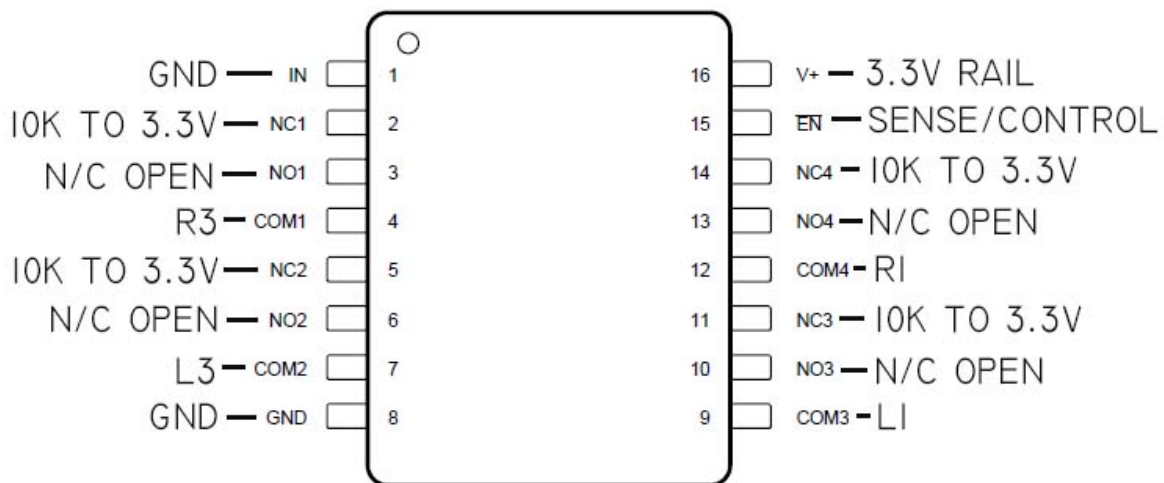 GND IN 1 16 V+ 3.3V RAIL
10K TO 3.3V NC1 2 15 EN SENSE/CONTROL
N/C OPEN NO1 3 14 NC4 10K TO 3.3V
R3 COM1 4 13 NO4 N/C OPEN
10K TO 3.3V NC2 5 12 COM4 R1
N/C OPEN NO2 6 11 NC3 10K TO 3.3V
L3 COM2 7 10 NO3 N/C OPEN
GND GND 8 9 COM3 L1